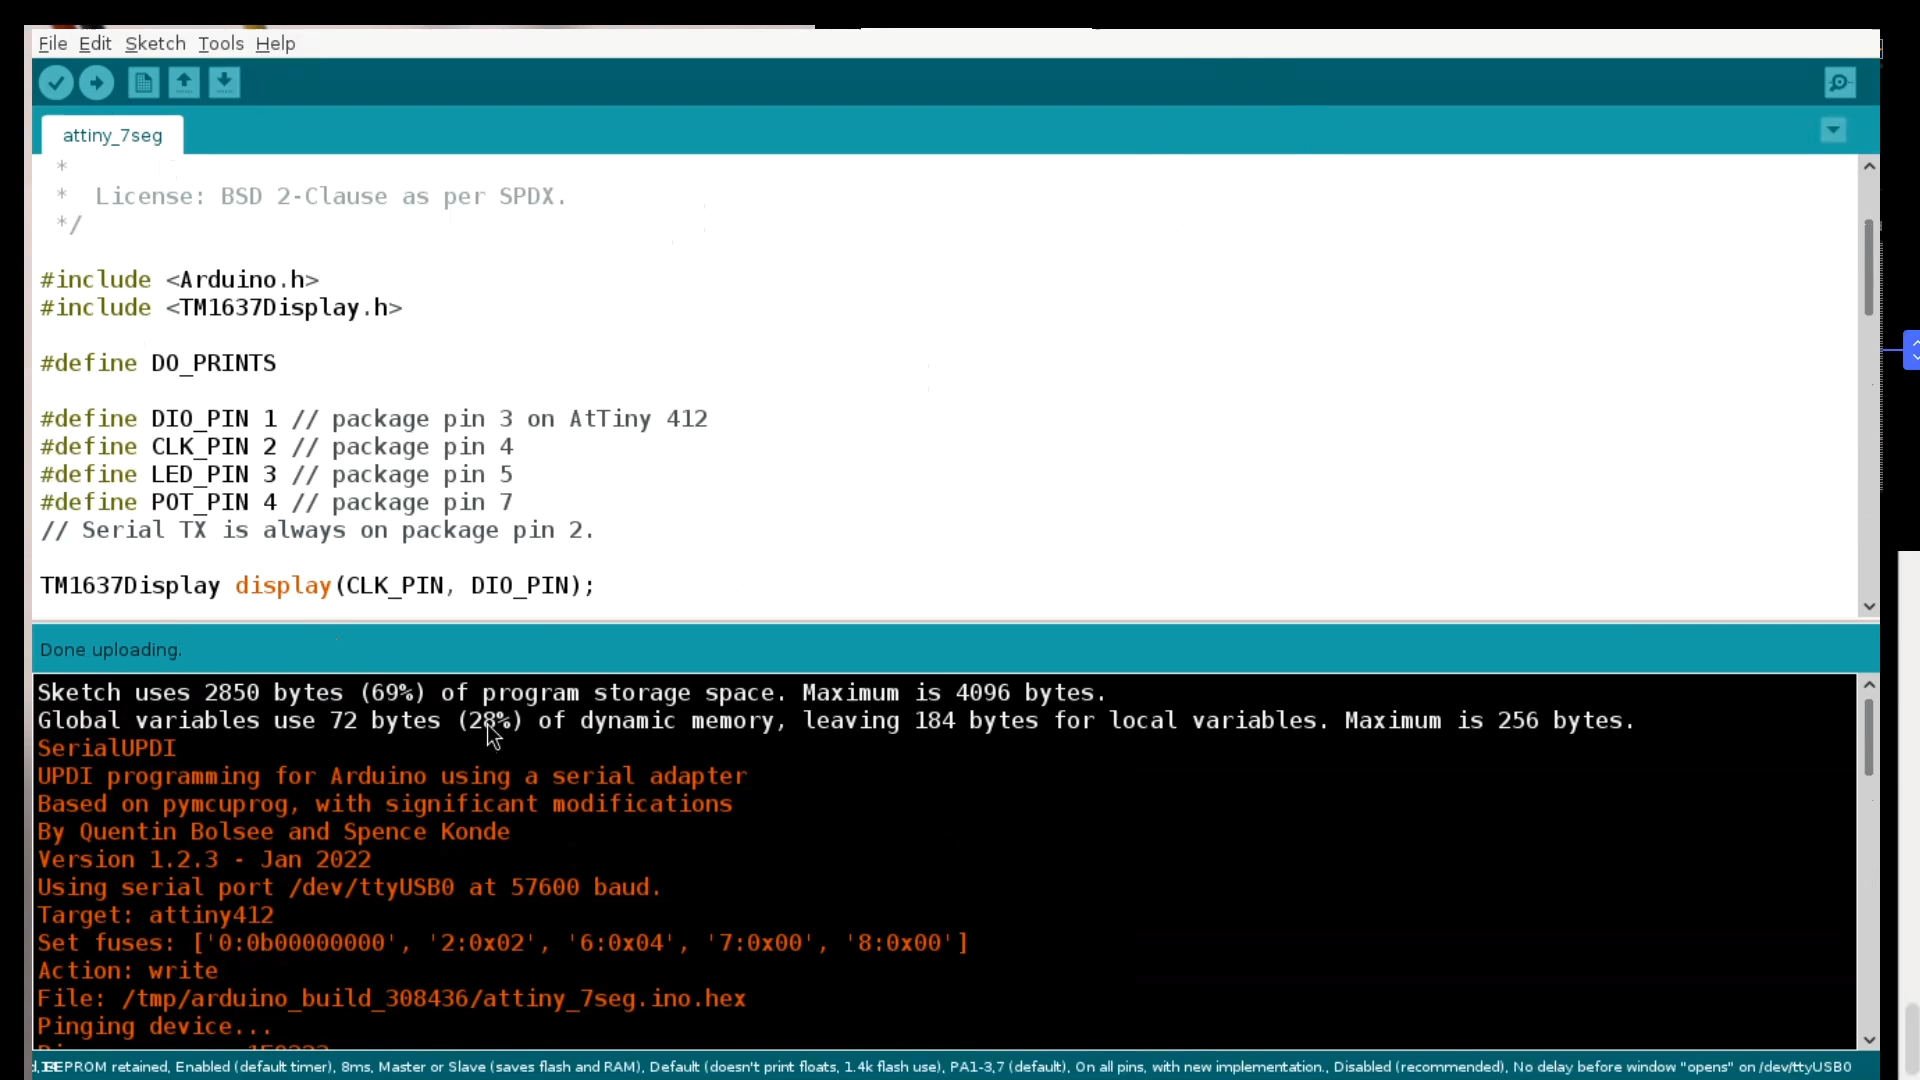 File Edit Sketch Tools Help
attiny_7seg
*
* License: BSD 2-Clause as per SPDX.
*/
#include <Arduino.h>
#include <TM1637Display.h>
#define DO_PRINTS
#define DIO_PIN 1 // package pin 3 on AtTiny 412
#define CLK_PIN 2 // package pin 4
#define LED_PIN 3 // package pin 5
#define POT_PIN 4 // package pin 7
// Serial TX is always on package pin 2.
TM1637Display display(CLK_PIN, DIO_PIN);
Done uploading.
Sketch uses 2850 bytes (69%) of program storage space. Maximum is 4096 bytes.
Global variables use 72 bytes (28%) of dynamic memory, leaving 184 bytes for local variables. Maximum is 256 bytes.
SerialUPDI
UPDI programming for Arduino using a serial adapter
Based on pymcuprog, with significant modifications
By Quentin Bolsee and Spence Konde
Version 1.2.3 - Jan 2022
Using serial port /dev/ttyUSB0 at 57600 baud.
Target: attiny412
Set fuses: ['0:0b00000000', '2:0x02', '6:0x04', '7:0x00', '8:0x00']
Action: write
File: /tmp/arduino_build_308436/attiny_7seg.ino.hex
Pinging device...
EEPROM retained, Enabled (default timer), 8ms, Master or Slave (saves flash and RAM), Default (doesn't print floats, 1.4k flash use), PA1-3,7 (default), On all pins, with new implementation., Disabled (recommended), No delay before window "opens" on /dev/ttyUSB0